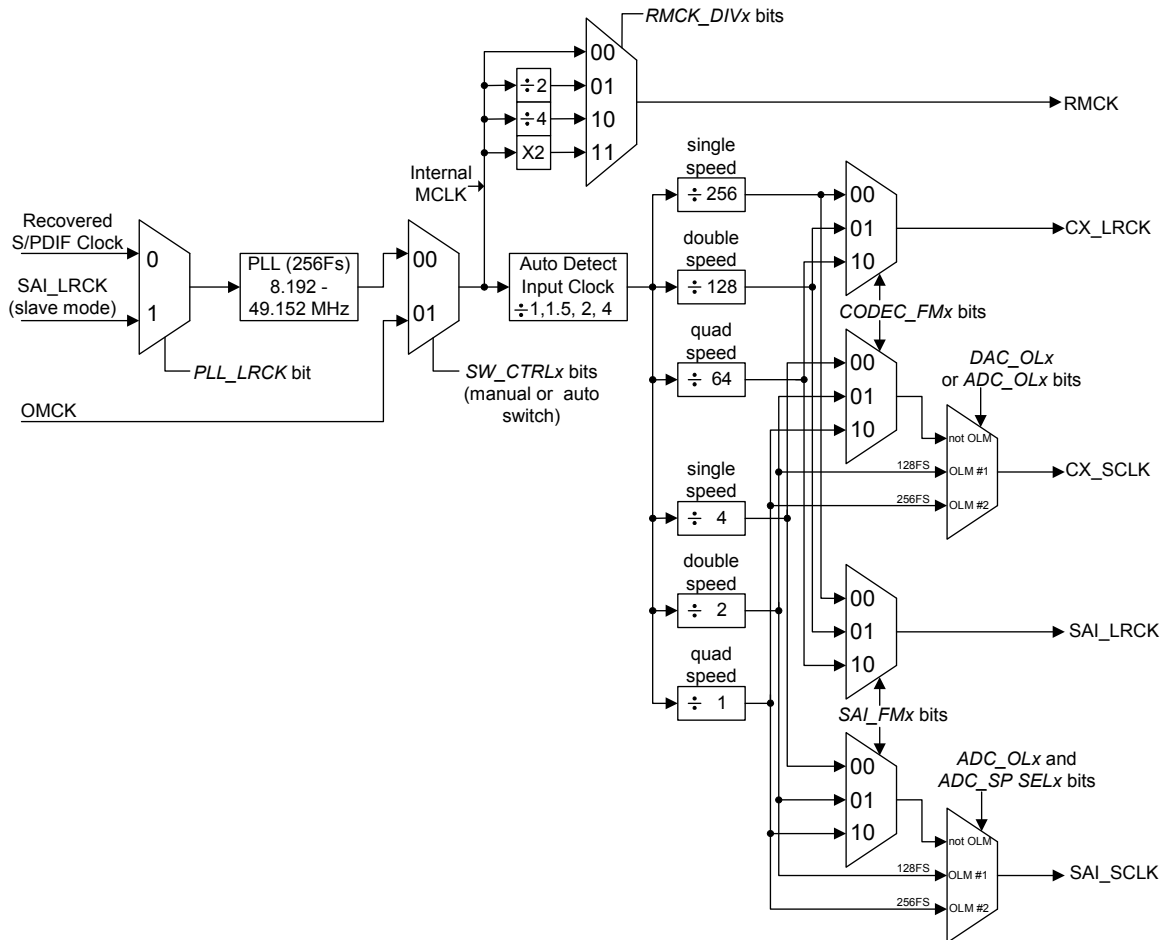 RMCK_DIVx bits
00
÷2
01
÷4
10
X2
11
RMCK
Internal
MCLK
single
speed
÷ 256
00
01
10
CX_LRCK
Recovered
S/PDIF Clock
0
SAI_LRCK
(slave mode)
1
PLL (256Fs)
8.192 -
49.152 MHz
00
01
double
speed
Auto Detect
Input Clock
÷1,1.5, 2, 4
÷ 128
CODEC_FMx bits
quad
speed
÷ 64
PLL_LRCK bit
SW_CTRLx bits
(manual or auto
switch)
OMCK
00
01
10
DAC_OLx
or ADC_OLx bits
not OLM
128FS
OLM #1
256FS
OLM #2
CX_SCLK
single
speed
÷ 4
double
speed
÷ 2
quad
speed
÷ 1
00
01
10
SAI_LRCK
SAI_FMx bits
00
01
10
ADC_OLx and
ADC_SP SELx bits
not OLM
128FS
OLM #1
256FS
OLM #2
SAI_SCLK